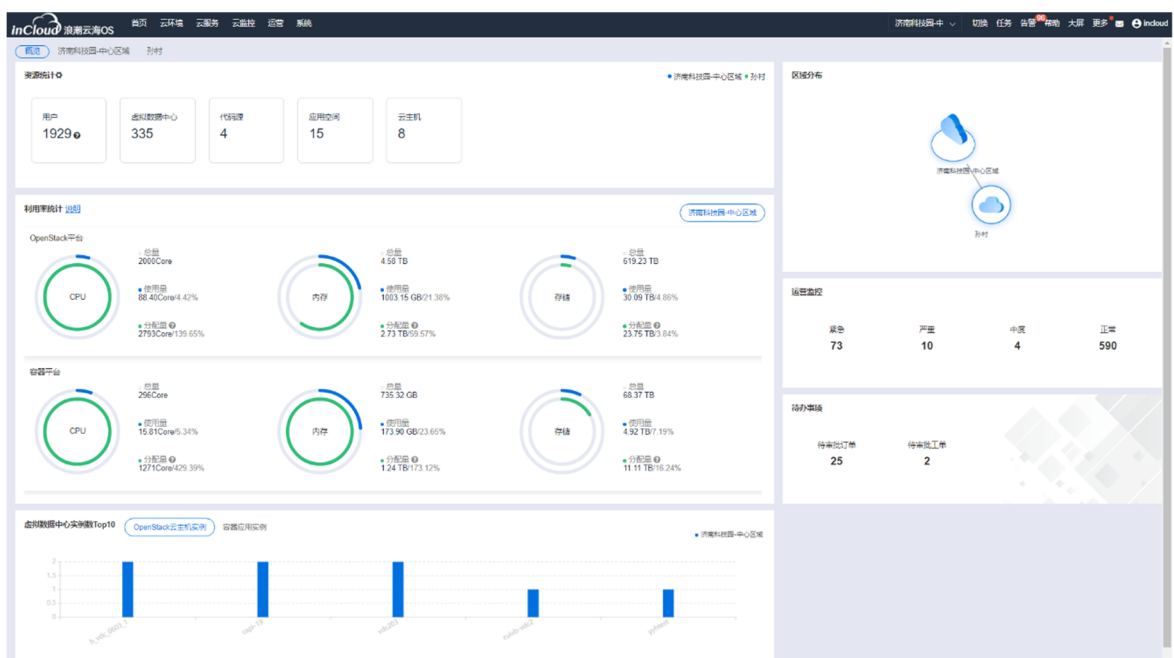 inCloud 浪潮云海OS
首页 云环境 云服务 云监控 运营 系统
济南科技园-中 切换 任务 告警 96 帮助 大屏 更多 incloud
概览 济南科技园-中心区域 孙村
资源统计
济南科技园-中心区域 孙村
用户 虚拟数据中心 代码源 应用空间 云主机
1929 335 4 15 8
利用率统计 说明
济南科技园-中心区域
OpenStack平台
CPU
总量
2000Core
使用量
88.40Core/4.42%
分配量
2793Core/139.65%
内存
总量
4.58 TB
使用量
1003.15 GB/21.38%
分配量
2.73 TB/59.57%
存储
总量
619.23 TB
使用量
30.09 TB/4.86%
分配量
23.75 TB/3.84%
容器平台
CPU
总量
296Core
使用量
15.81Core/5.34%
分配量
1271Core/429.39%
内存
总量
735.32 GB
使用量
173.90 GB/23.65%
分配量
1.24 TB/173.12%
存储
总量
68.37 TB
使用量
4.92 TB/7.19%
分配量
11.11 TB/16.24%
虚拟数据中心实例数Top10 OpenStack云主机实例 容器应用实例
济南科技园-中心区域
2
1.5
1
0.5
0
vdc203
区域分布
济南科技园-中心区域
孙村
运营监控
紧急 严重 中度 正常
73 10 4 590
待办事项
待审批订单 待审批工单
25 2